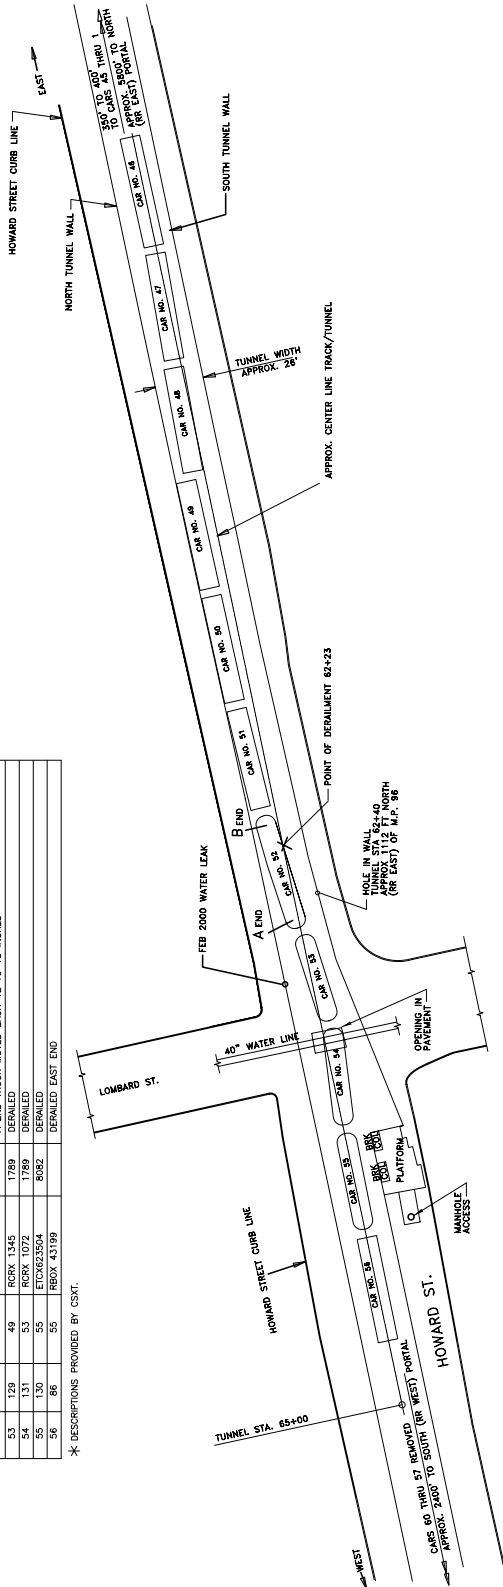 HOWARD STREET CURB LINE
EAST
350' TO 400'
TO CARS 45 THRU 1
APPROX. 5800' TO NORTH
(RR EAST) PORTAL
NORTH TUNNEL WALL
SOUTH TUNNEL WALL
CAR NO. 46
CAR NO. 47
CAR NO. 48
TUNNEL WIDTH
APPROX. 26'
CAR NO. 49
APPROX. CENTER LINE TRACK/TUNNEL
CAR NO. 50
CAR NO. 51
B END
CAR NO. 52
A END
POINT OF DERAILMENT 62+23
FEB 2000 WATER LEAK
HOLE IN WALL
TUNNEL STA 62+40
APPROX 1112 FT NORTH
(RR EAST) OF M.P. 96
CAR NO. 53
40" WATER LINE
CAR NO. 54
OPENING IN
PAVEMENT
LOMBARD ST.
CAR NO. 55
BRK
COL
BRK
COL
PLATFORM
MANHOLE
ACCESS
CAR NO. 56
HOWARD STREET CURB LINE
HOWARD ST.
TUNNEL STA. 65+00
CARS 60 THRU 57 REMOVED
APPROX. 2400' TO SOUTH (RR WEST) PORTAL
WEST
53 129 49 RCRX 1345 1789 DERAILED
54 131 53 RCRX 1072 1789 DERAILED
55 130 55 ETCX623504 8082 DERAILED
56 86 55 RBOX 43199 DERAILED EAST END
* DESCRIPTIONS PROVIDED BY CSXT.